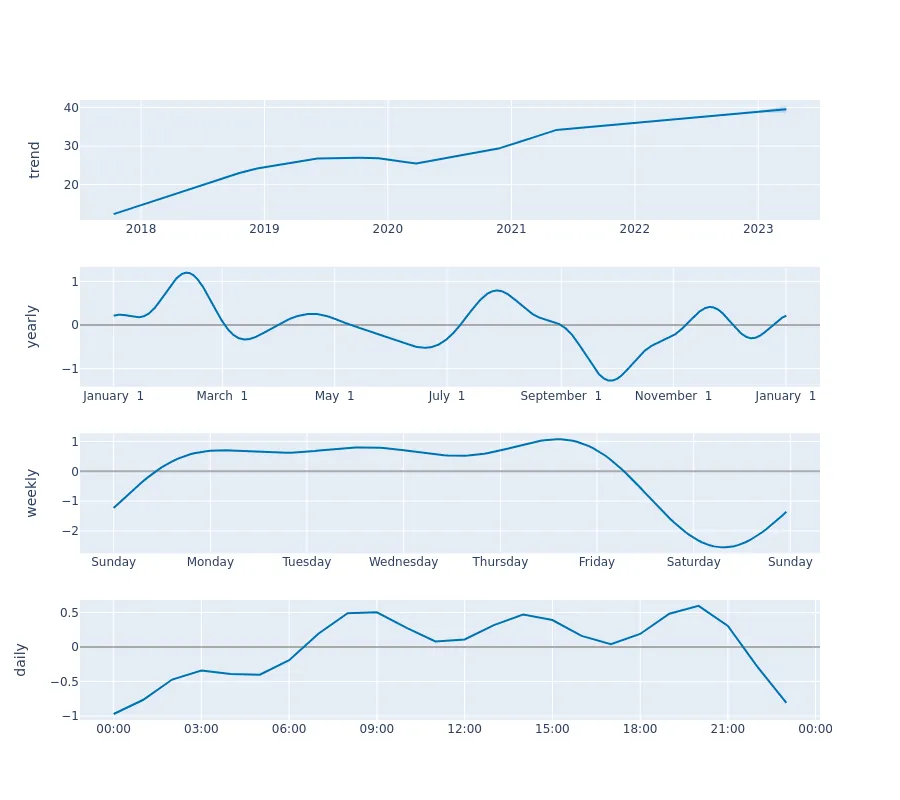 trend
40
30
20
2018 2019 2020 2021 2022 2023
yearly
1
0
−1
January 1 March 1 May 1 July 1 September 1 November 1 January 1
weekly
1
0
−1
−2
Sunday Monday Tuesday Wednesday Thursday Friday Saturday Sunday
daily
0.5
0
−0.5
−1
00:00 03:00 06:00 09:00 12:00 15:00 18:00 21:00 00:00